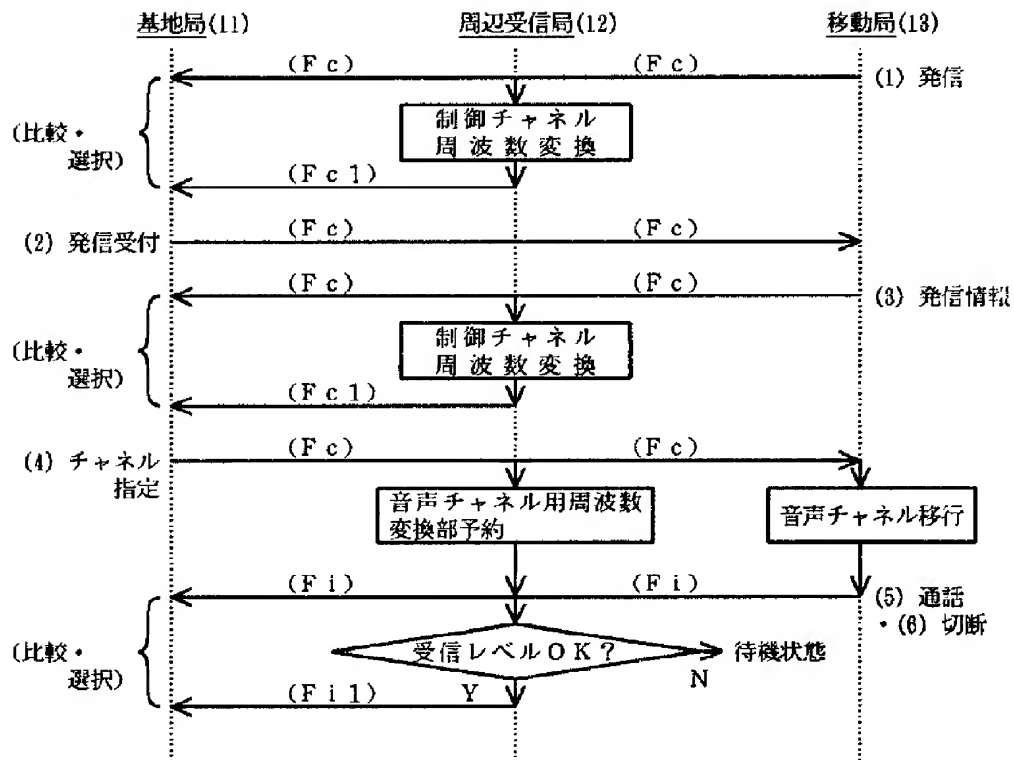 基地局(11) 周辺受信局(12) 移動局(13)
(Fc) (Fc)
(1) 発信
(比較・
選択)
制御チャネル
周波数変換
(Fc1)
(2) 発信受付
(Fc) (Fc)
(Fc) (Fc)
(3) 発信情報
(比較・
選択)
制御チャネル
周波数変換
(Fc1)
(4) チャネル
指定
(Fc) (Fc)
音声チャネル用周波数
変換部予約
音声チャネル移行
(Fi) (Fi)
(5) 通話
・(6) 切断
(比較・
選択)
受信レベルOK?
待機状態
N
Y
(Fi1)